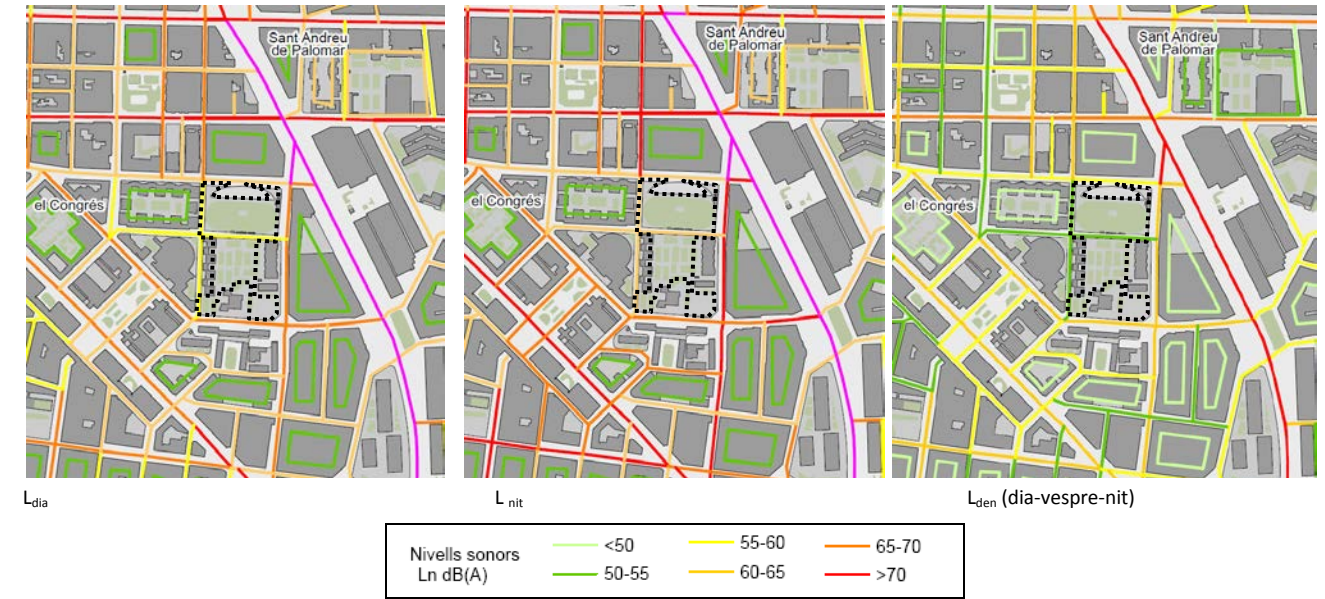 Sant Andreu
de Palomar
el Congrés
Sant Andreu
de Palomar
el Congrés
Sant Andreu
de Palomar
el Congrés
Ldia
L nit
Lden (dia-vespre-nit)
Nivells sonors
Ln dB(A)
<50
50-55
55-60
60-65
65-70
>70